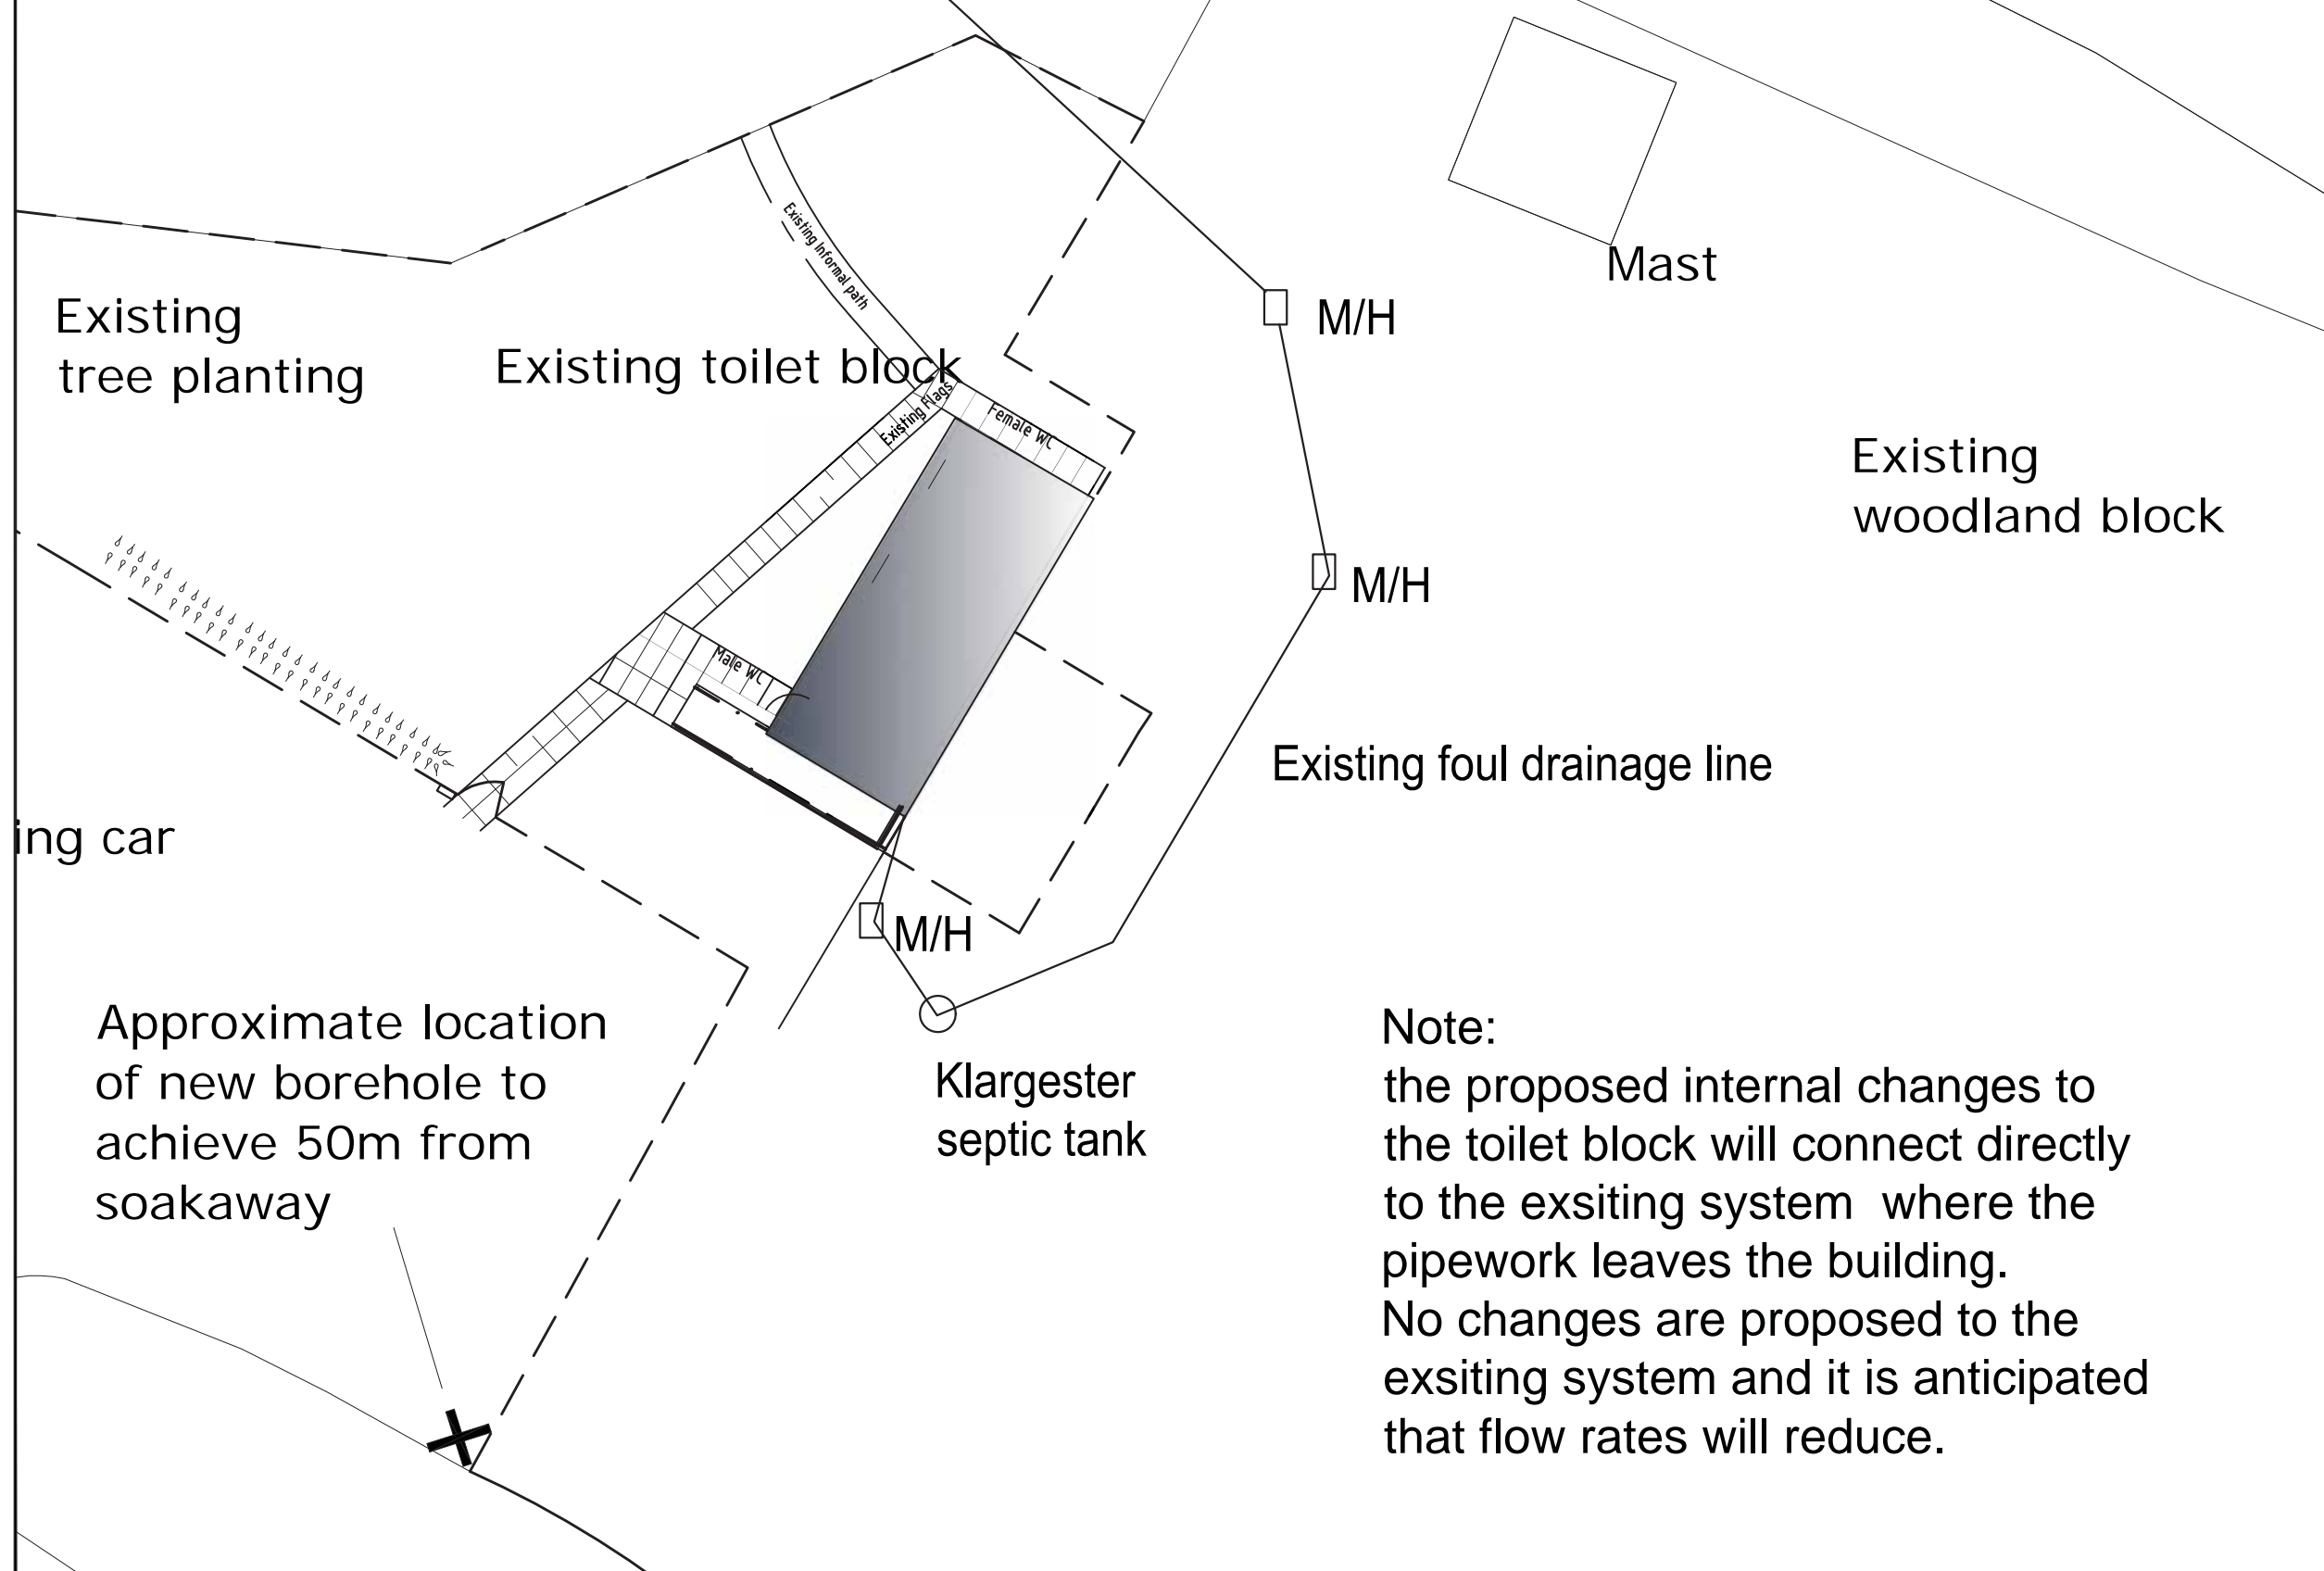 Existing Informal path
Mast
Existing
tree planting
M/H
Existing toilet block
Existing Flags
Female WC
Existing
woodland block
M/H
Male WC
Existing foul drainage line
ing car
M/H
Approximate location
of new borehole to
achieve 50m from
soakaway
Klargester
septic tank
Note:
the proposed internal changes to
the toilet block will connect directly
to the exsiting system  where the
pipework leaves the building.
No changes are proposed to the
exsiting system and it is anticipated
that flow rates will reduce.